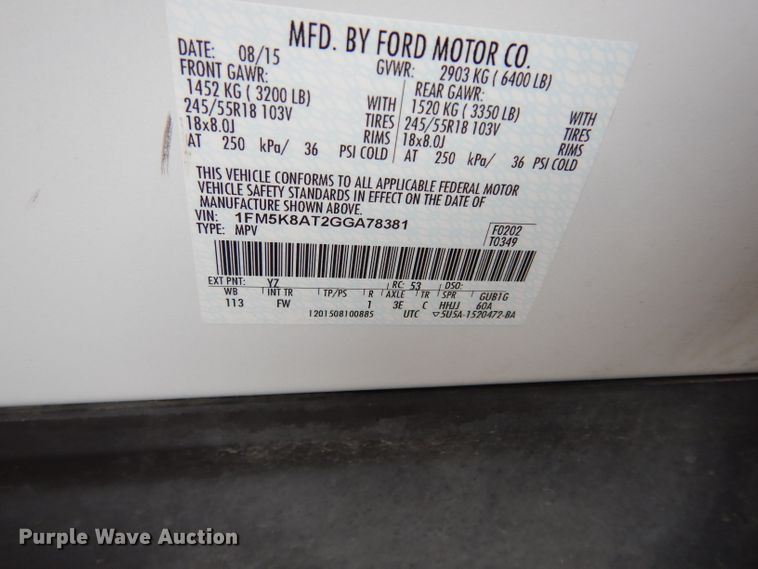 MFD. BY FORD MOTOR CO.
DATE: 08/15 GVWR: 2903 KG ( 6400 LB)
FRONT GAWR: REAR GAWR:
1452 KG ( 3200 LB) WITH 1520 KG ( 3350 LB) WITH
245/55R18 103V TIRES 245/55R18 103V TIRES
18x8.0J RIMS 18x8.0J RIMS
AT 250 kPa/ 36 PSI COLD AT 250 kPa/ 36 PSI COLD
THIS VEHICLE CONFORMS TO ALL APPLICABLE FEDERAL MOTOR
VEHICLE SAFETY STANDARDS IN EFFECT ON THE DATE OF
MANUFACTURE SHOWN ABOVE.
VIN: 1FM5K8AT2GGA78381 F0202
TYPE: MPV T0349
EXT PNT: YZ RC: 53 DSO:
WB INT TR TP/PS R AXLE TR SPR GUB1G
113 FW 1 3E C HHJJ 60A
1201508100885 UTC ▽5U5A-1520472-BA
Purple Wave Auction